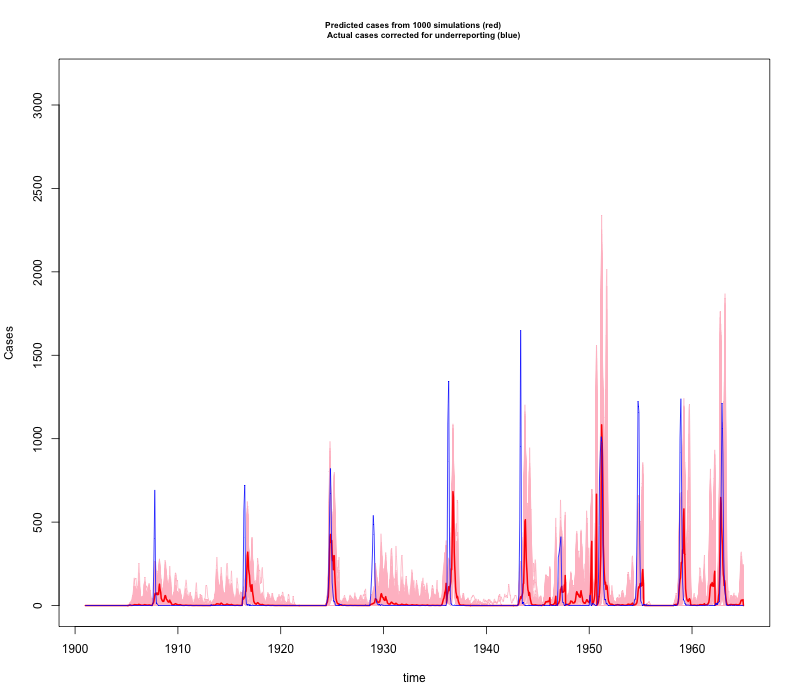 Predicted cases from 1000 simulations (red)
Actual cases corrected for underreporting (blue)
3000
2500
2000
1500
1000
500
0
Cases
1900 1910 1920 1930 1940 1950 1960
time